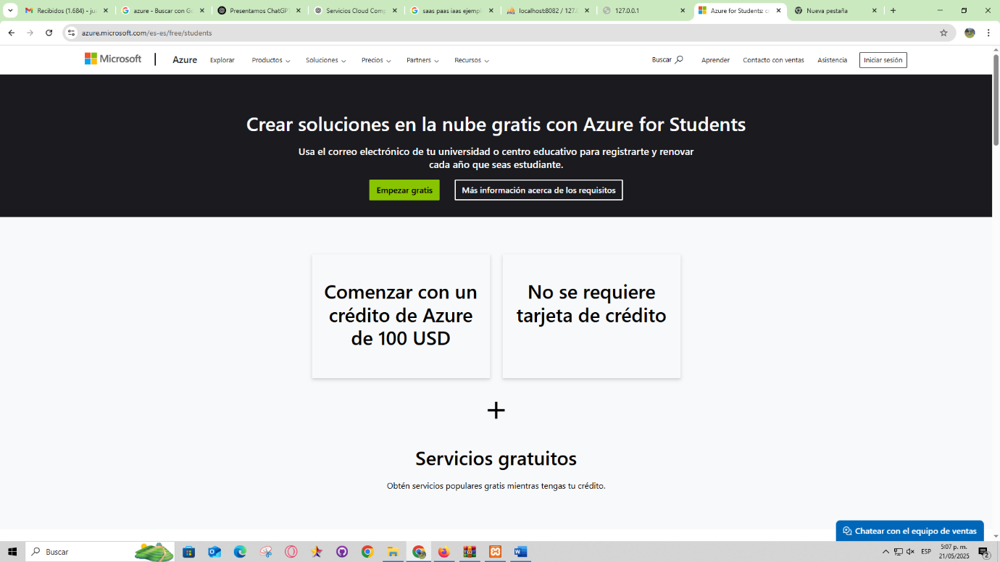 Recibidos (1.684) - ju
azure - Buscar con Go
Presentamos ChatGPT
Servicios Cloud Comp
saas paas iaas ejempl
localhost:8082 / 127.0
127.0.0.1
Azure for Students: c
Nueva pestaña
azure.microsoft.com/es-es/free/students
Microsoft
Azure
Explorar
Productos
Soluciones
Precios
Partners
Recursos
Buscar
Aprender
Contacto con ventas
Asistencia
Iniciar sesión
Crear soluciones en la nube gratis con Azure for Students
Usa el correo electrónico de tu universidad o centro educativo para registrarte y renovar
cada año que seas estudiante.
Empezar gratis
Más información acerca de los requisitos
Comenzar con un
crédito de Azure
de 100 USD
No se requiere
tarjeta de crédito
+
Servicios gratuitos
Obtén servicios populares gratis mientras tengas tu crédito.
Chatear con el equipo de ventas
Buscar
ESP
5:07 p. m.
21/05/2025
2